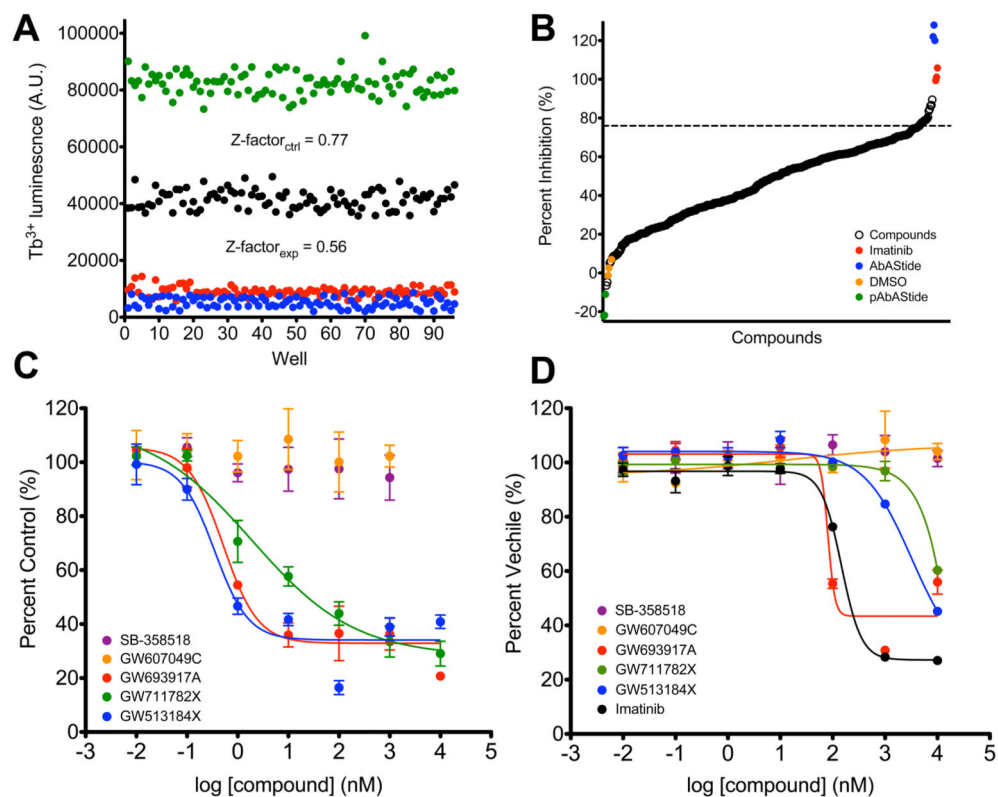 A
Tb3+ luminescnce (A.U.)
100000
80000
60000
40000
20000
0
Z-factorctrl = 0.77
Z-factorexp = 0.56
0 10 20 30 40 50 60 70 80 90
Well
B
Percent Inhibition (%)
120
100
80
60
40
20
0
-20
Compounds
Imatinib
AbAStide
DMSO
pAbAStide
Compounds
C
Percent Control (%)
120
100
80
60
40
20
0
SB-358518
GW607049C
GW693917A
GW711782X
GW513184X
-3 -2 -1 0 1 2 3 4 5
log [compound] (nM)
D
Percent Vechile (%)
120
100
80
60
40
20
0
SB-358518
GW607049C
GW693917A
GW711782X
GW513184X
Imatinib
-3 -2 -1 0 1 2 3 4 5
log [compound] (nM)